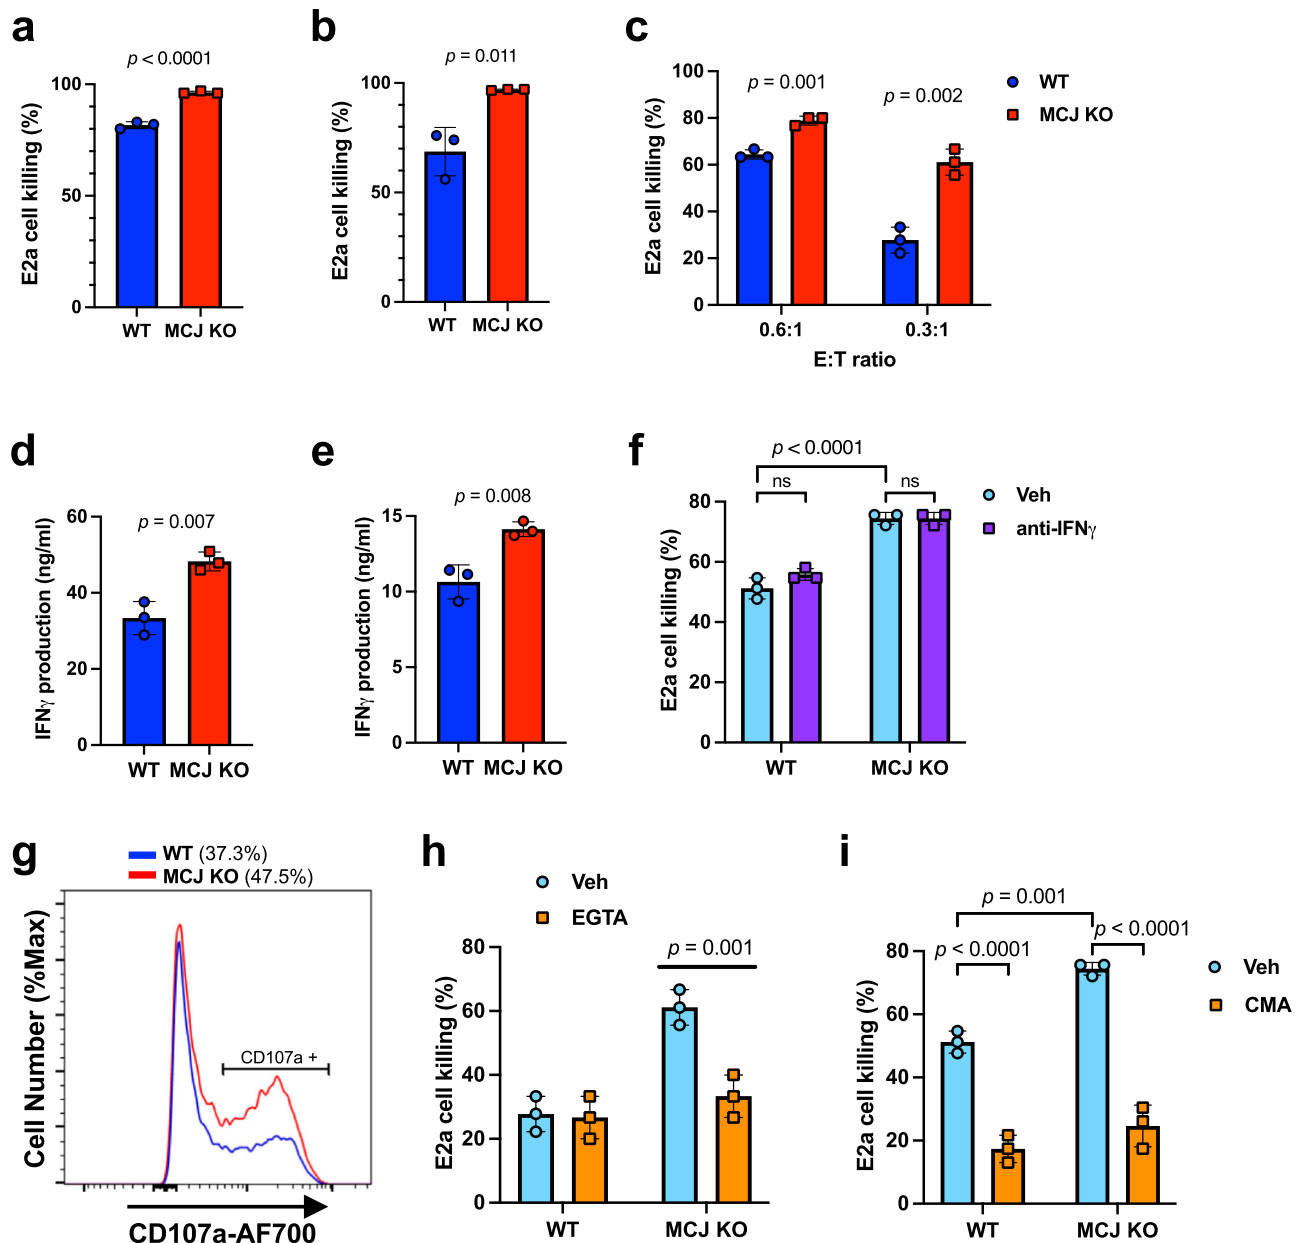 a
p < 0.0001
E2a cell killing (%)
100
50
0
WT MCJ KO
b
p = 0.011
E2a cell killing (%)
100
50
0
WT MCJ KO
c
p = 0.001
p = 0.002
E2a cell killing (%)
100
80
60
40
20
0
0.6:1 0.3:1
E:T ratio
WT
MCJ KO
d
p = 0.007
IFNγ production (ng/ml)
60
40
20
0
WT MCJ KO
e
p = 0.008
IFNγ production (ng/ml)
15
10
5
0
WT MCJ KO
f
p < 0.0001
ns ns
E2a cell killing (%)
80
60
40
20
0
WT MCJ KO
Veh
anti-IFNγ
g
WT (37.3%)
MCJ KO (47.5%)
Cell Number (%Max)
CD107a +
CD107a-AF700
h
Veh
EGTA
p = 0.001
E2a cell killing (%)
80
60
40
20
0
WT MCJ KO
i
p = 0.001
p < 0.0001
p < 0.0001
E2a cell killing (%)
80
60
40
20
0
WT MCJ KO
Veh
CMA